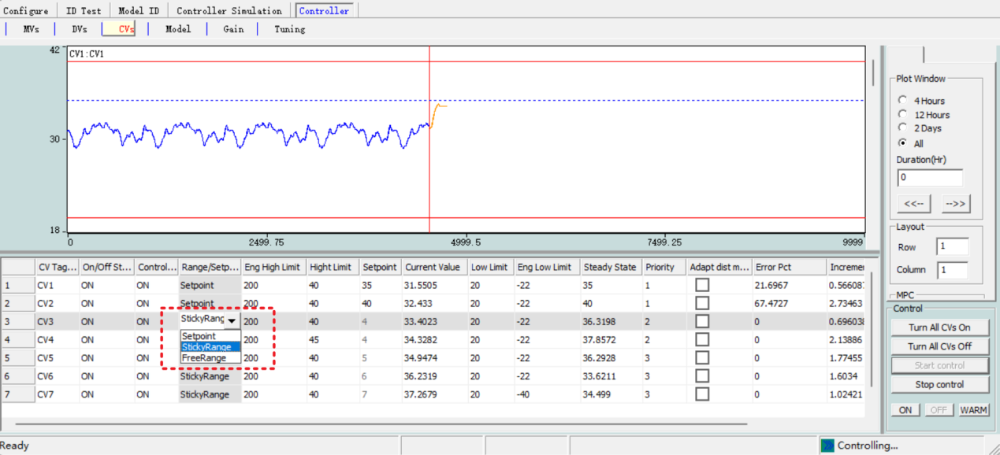 Configure ID Test Model ID Controller Simulation Controller
MVs DVs CVs Model Gain Tuning
42
CV1:CV1
30
18
0 2499.75 4999.5 7499.25 9999
Plot Window
4 Hours
12 Hours
2 Days
All
Duration(Hr)
0
<<-- -->>
Layout
Row 1
Column 1
MPC
Control
Turn All CVs On
Turn All CVs Off
Start control
Stop control
ON OFF WARM
CV Tag... On/Off St... Control... Range/Setp... Eng High Limit Hight Limit Setpoint Current Value Low Limit Eng Low Limit Steady State Priority Adapt dist m... Error Pct Increme
1 CV1 ON ON Setpoint 200 40 35 31.5505 20 -22 35 1 21.6967 0.56608
2 CV2 ON ON Setpoint 200 40 40 32.433 20 -22 40 1 67.4727 2.73463
3 CV3 ON ON StickyRang 200 40 4 33.4023 20 -22 36.3198 2 0 0.69603
Setpoint
StickyRange
FreeRange
4 CV4 ON ON 200 45 4 34.3282 20 -22 37.8572 2 0 2.13886
5 CV5 ON ON 200 40 5 34.9474 20 -22 36.2928 3 0 1.77455
6 CV6 ON ON StickyRange 200 40 6 36.2319 20 -22 33.6211 3 0 1.6034
7 CV7 ON ON StickyRange 200 40 7 37.2679 20 -40 34.499 3 0 1.02421
Ready Controlling...